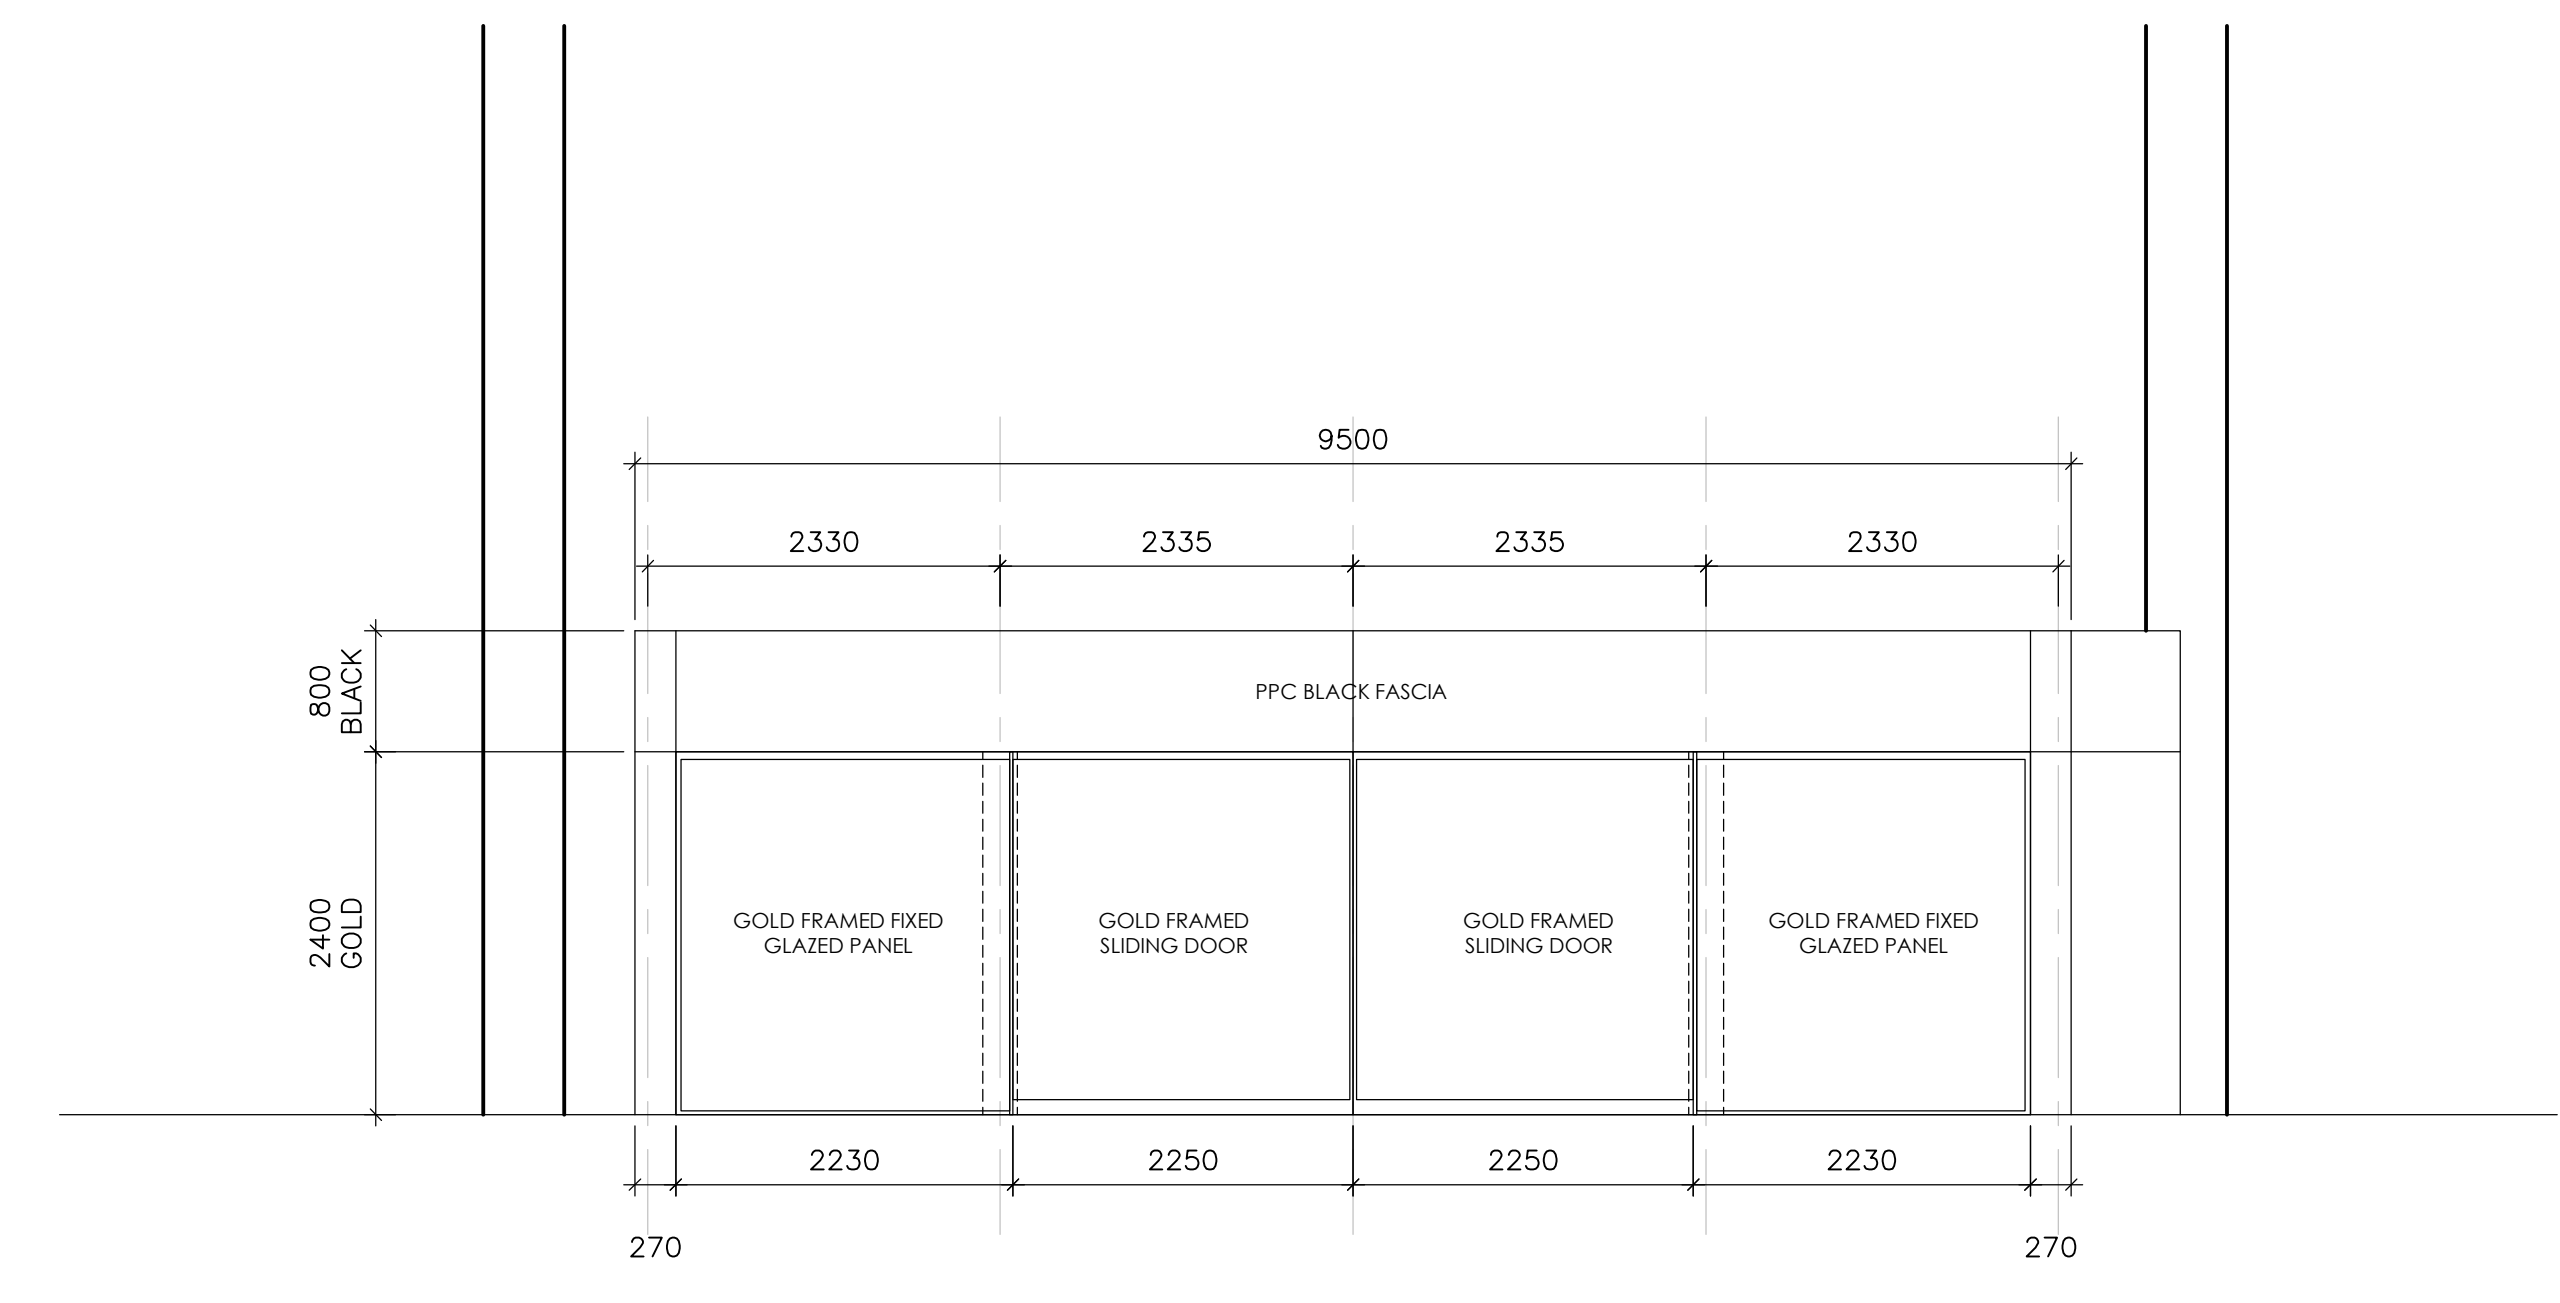 9500
2330
2335
2335
2330
800
BLACK
PPC BLACK FASCIA
2400
GOLD
GOLD FRAMED FIXED
GLAZED PANEL
GOLD FRAMED
SLIDING DOOR
GOLD FRAMED
SLIDING DOOR
GOLD FRAMED FIXED
GLAZED PANEL
2230
2250
2250
2230
270
270